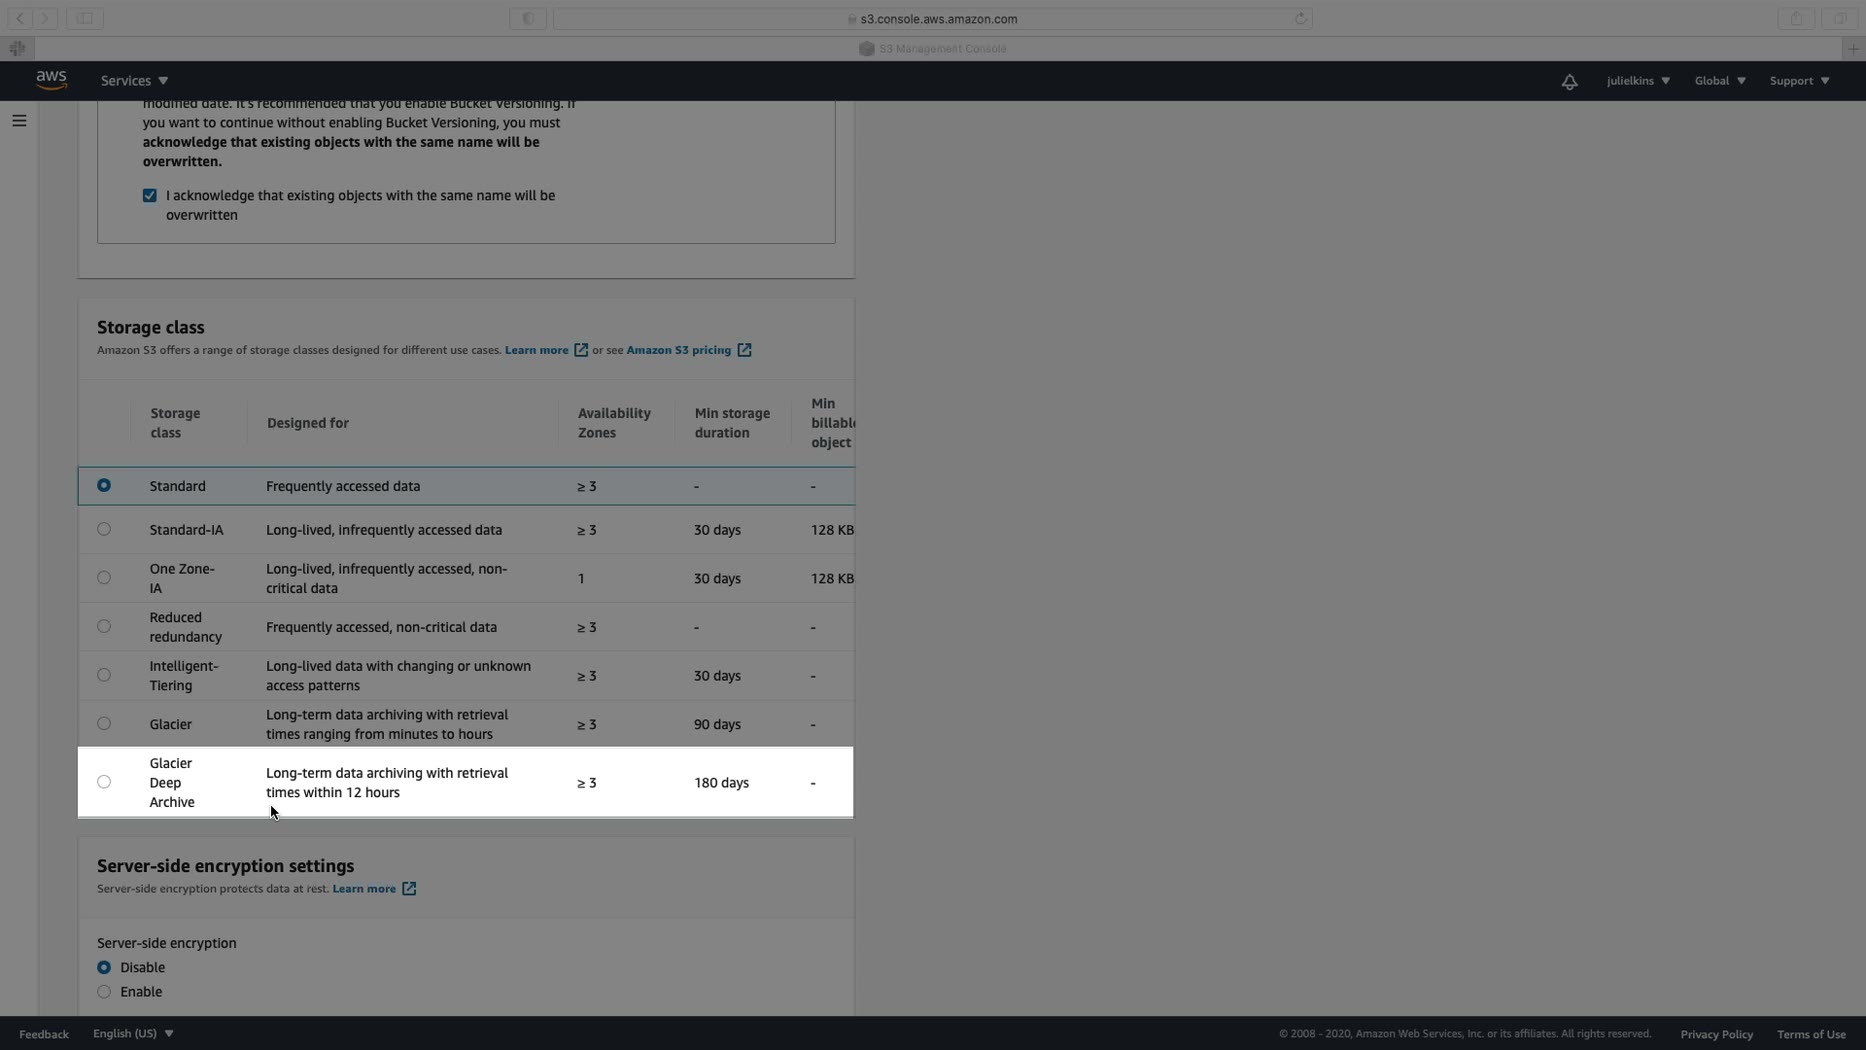 s3.console.aws.amazon.com
S3 Management Console
aws
Services
julielkins
Global
Support
modified date. It's recommended that you enable Bucket Versioning. If
you want to continue without enabling Bucket Versioning, you must
acknowledge that existing objects with the same name will be
overwritten.
I acknowledge that existing objects with the same name will be
overwritten
Storage class
Amazon S3 offers a range of storage classes designed for different use cases. Learn more or see Amazon S3 pricing
Storage class
Designed for
Availability Zones
Min storage duration
Min billable object
Standard Frequently accessed data ≥ 3 - -
Standard-IA Long-lived, infrequently accessed data ≥ 3 30 days 128 KB
One Zone-
IA
Long-lived, infrequently accessed, non-
critical data
1 30 days 128 KB
Reduced
redundancy
Frequently accessed, non-critical data ≥ 3 - -
Intelligent-
Tiering
Long-lived data with changing or unknown
access patterns
≥ 3 30 days -
Glacier
Long-term data archiving with retrieval
times ranging from minutes to hours
≥ 3 90 days -
Glacier
Deep
Archive
Long-term data archiving with retrieval
times within 12 hours
≥ 3 180 days -
Server-side encryption settings
Server-side encryption protects data at rest. Learn more
Server-side encryption
Disable
Enable
Feedback
English (US)
© 2008 - 2020, Amazon Web Services, Inc. or its affiliates. All rights reserved.
Privacy Policy
Terms of Use